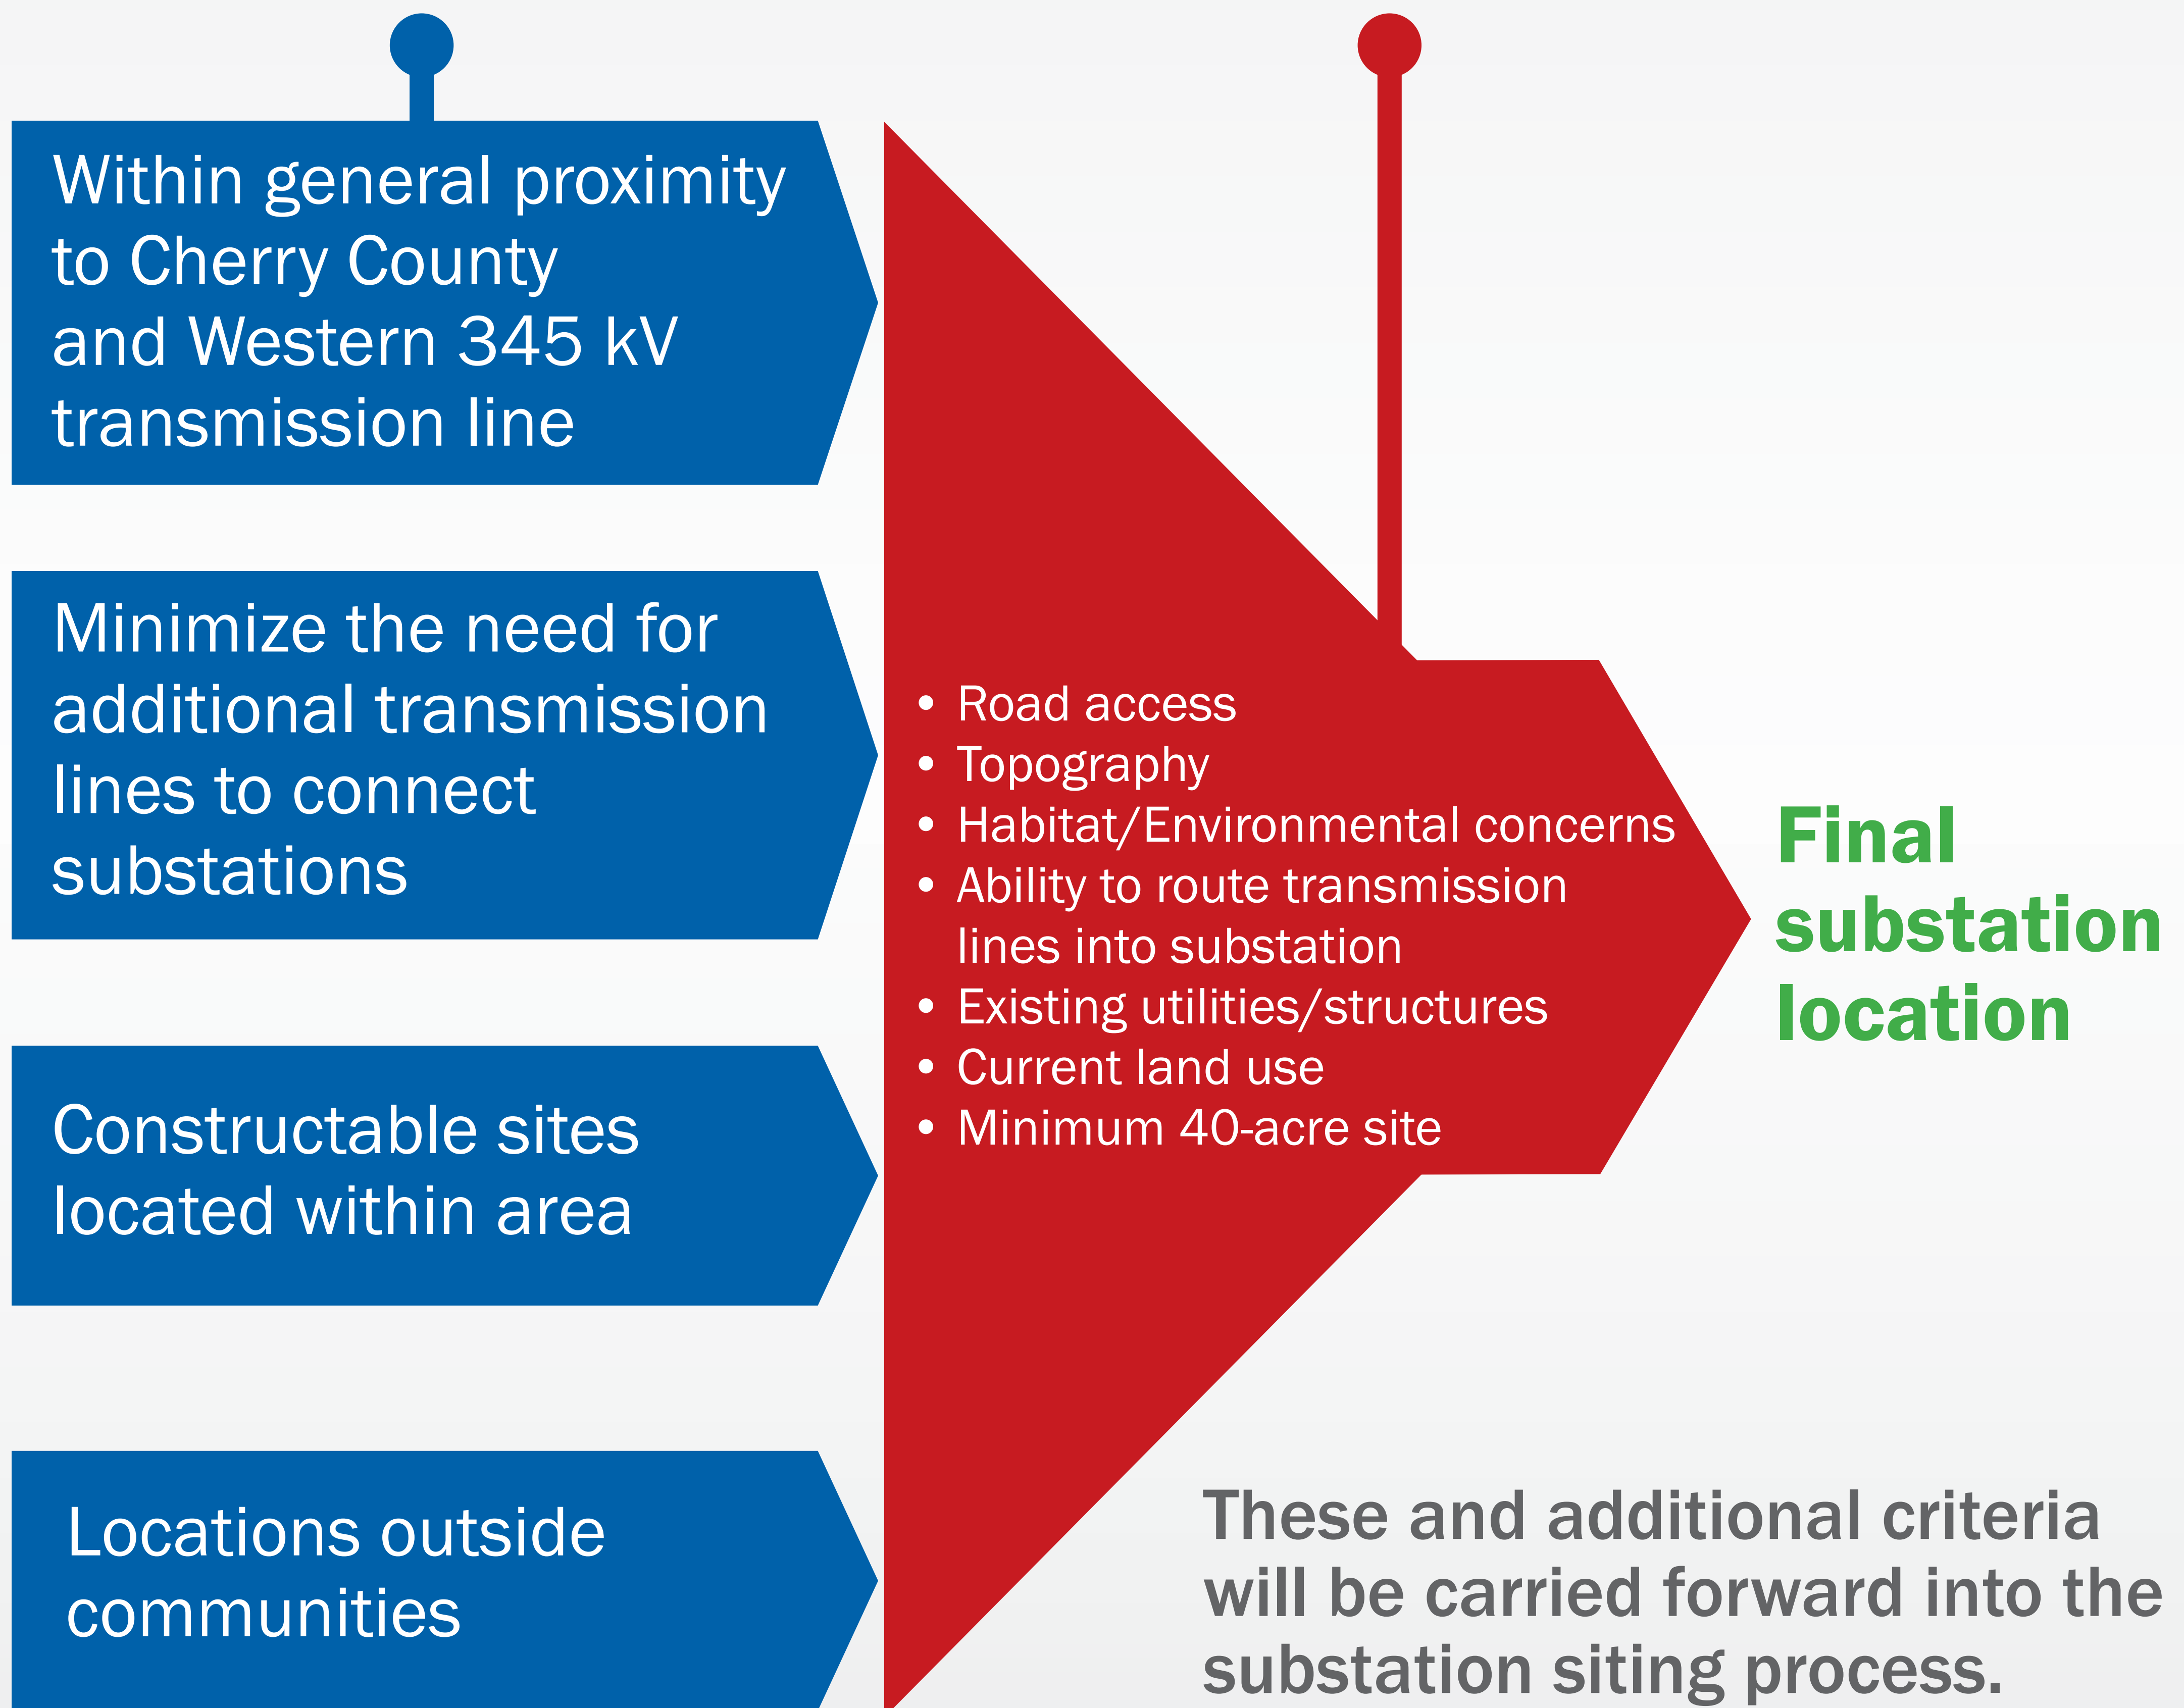 Within general proximity
to Cherry County
and Western 345 kV
transmission line
Minimize the need for
additional transmission
lines to connect
substations
Constructable sites
located within area
Locations outside
communities
• Road access
• Topography
• Habitat/Environmental concerns
• Ability to route transmission
lines into substation
• Existing utilities/structures
• Current land use
• Minimum 40-acre site
Final
substation
location
These and additional criteria
will be carried forward into the
substation siting process.